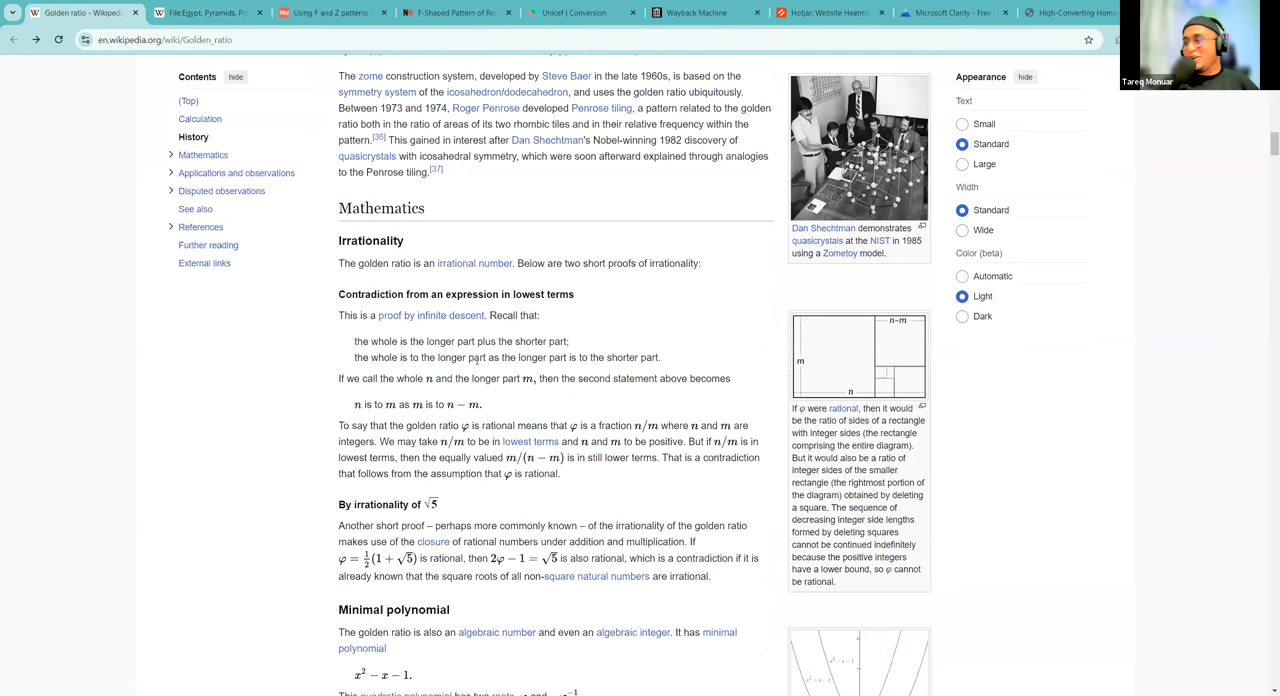 Golden ratio - Wikipedia
File:Egypt, Pyramids, Py
Using F and Z patterns
F-Shaped Pattern of Re
Unicef | Conversion
Wayback Machine
Hotjar: Website Heatm
Microsoft Clarity - Free
High-Converting Home
en.wikipedia.org/wiki/Golden_ratio
Tareq Monuar
Contents hide
(Top)
Calculation
History
Mathematics
Applications and observations
Disputed observations
See also
References
Further reading
External links
The zome construction system, developed by Steve Baer in the late 1960s, is based on the
symmetry system of the icosahedron/dodecahedron, and uses the golden ratio ubiquitously.
Between 1973 and 1974, Roger Penrose developed Penrose tiling, a pattern related to the golden
ratio both in the ratio of areas of its two rhombic tiles and in their relative frequency within the
pattern.[36] This gained in interest after Dan Shechtman's Nobel-winning 1982 discovery of
quasicrystals with icosahedral symmetry, which were soon afterward explained through analogies
to the Penrose tiling.[37]
Mathematics
Irrationality
The golden ratio is an irrational number. Below are two short proofs of irrationality:
Contradiction from an expression in lowest terms
This is a proof by infinite descent. Recall that:
the whole is the longer part plus the shorter part;
the whole is to the longer part as the longer part is to the shorter part.
If we call the whole n and the longer part m, then the second statement above becomes
n is to m as m is to n − m.
To say that the golden ratio φ is rational means that φ is a fraction n/m where n and m are
integers. We may take n/m to be in lowest terms and n and m to be positive. But if n/m is in
lowest terms, then the equally valued m/(n − m) is in still lower terms. That is a contradiction
that follows from the assumption that φ is rational.
By irrationality of √5
Another short proof – perhaps more commonly known – of the irrationality of the golden ratio
makes use of the closure of rational numbers under addition and multiplication. If
φ = 1/2(1 + √5) is rational, then 2φ − 1 = √5 is also rational, which is a contradiction if it is
already known that the square roots of all non-square natural numbers are irrational.
Minimal polynomial
The golden ratio is also an algebraic number and even an algebraic integer. It has minimal
polynomial
x² − x − 1.
Dan Shechtman demonstrates
quasicrystals at the NIST in 1985
using a Zometoy model.
n−m
m
n
If φ were rational, then it would
be the ratio of sides of a rectangle
with integer sides (the rectangle
comprising the entire diagram).
But it would also be a ratio of
integer sides of the smaller
rectangle (the rightmost portion of
the diagram) obtained by deleting
a square. The sequence of
decreasing integer side lengths
formed by deleting squares
cannot be continued indefinitely
because the positive integers
have a lower bound, so φ cannot
be rational.
x² − x − 1
Appearance hide
Text
Small
Standard
Large
Width
Standard
Wide
Color (beta)
Automatic
Light
Dark